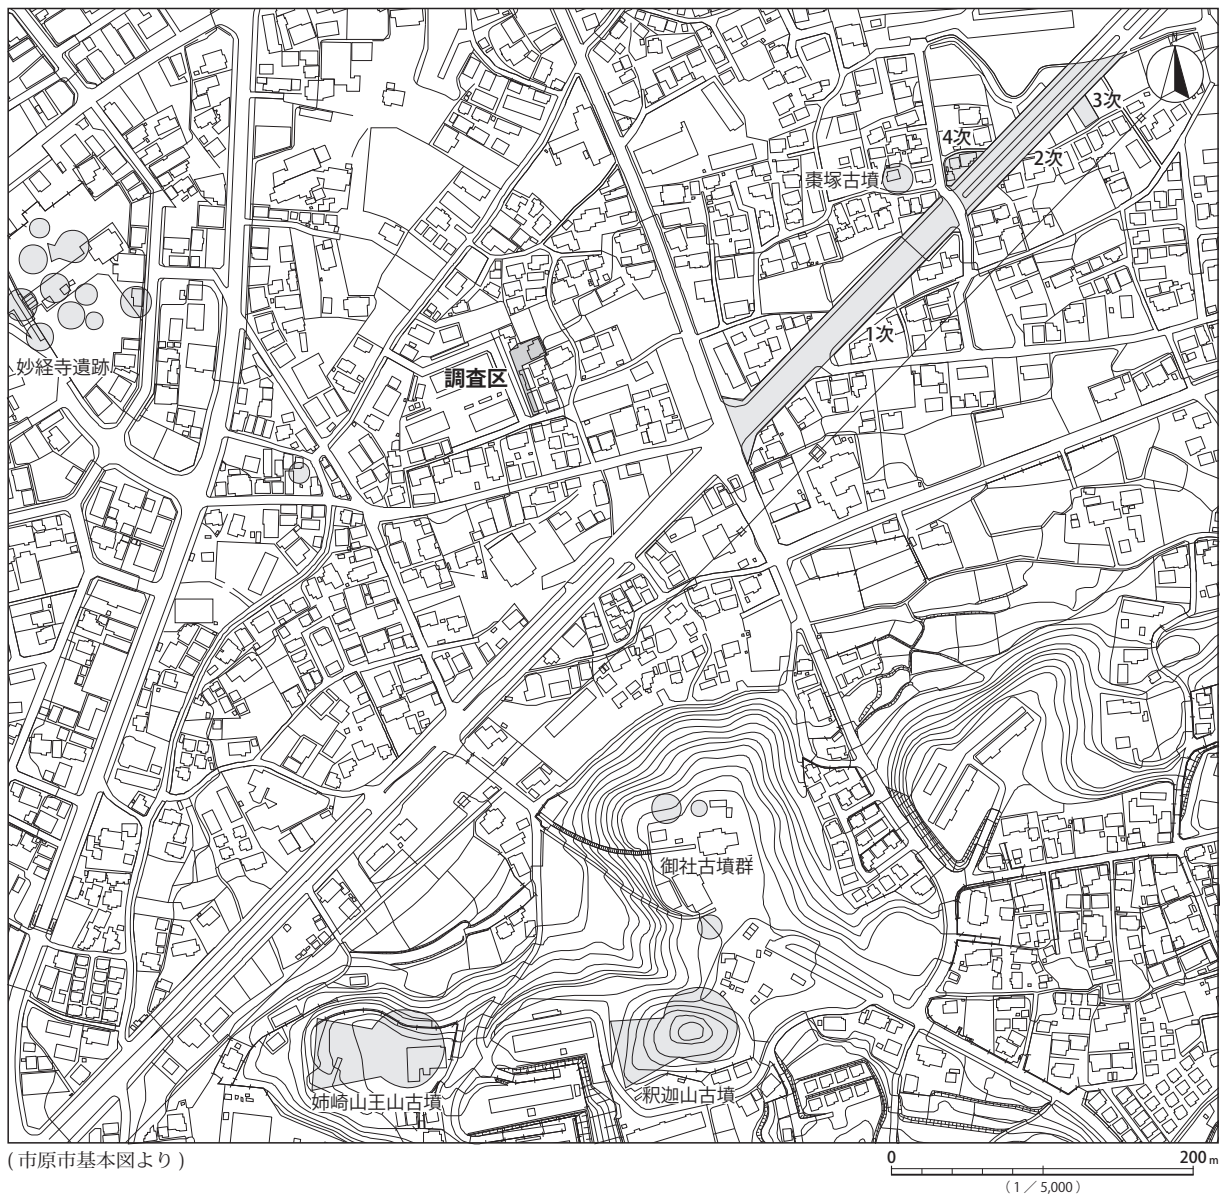 3次
4次
2次
棗塚古墳
1次
妙経寺遺跡
調査区
御社古墳群
姉崎山王山古墳
釈迦山古墳
(市原市基本図より)
0 200 m
(1／5,000)